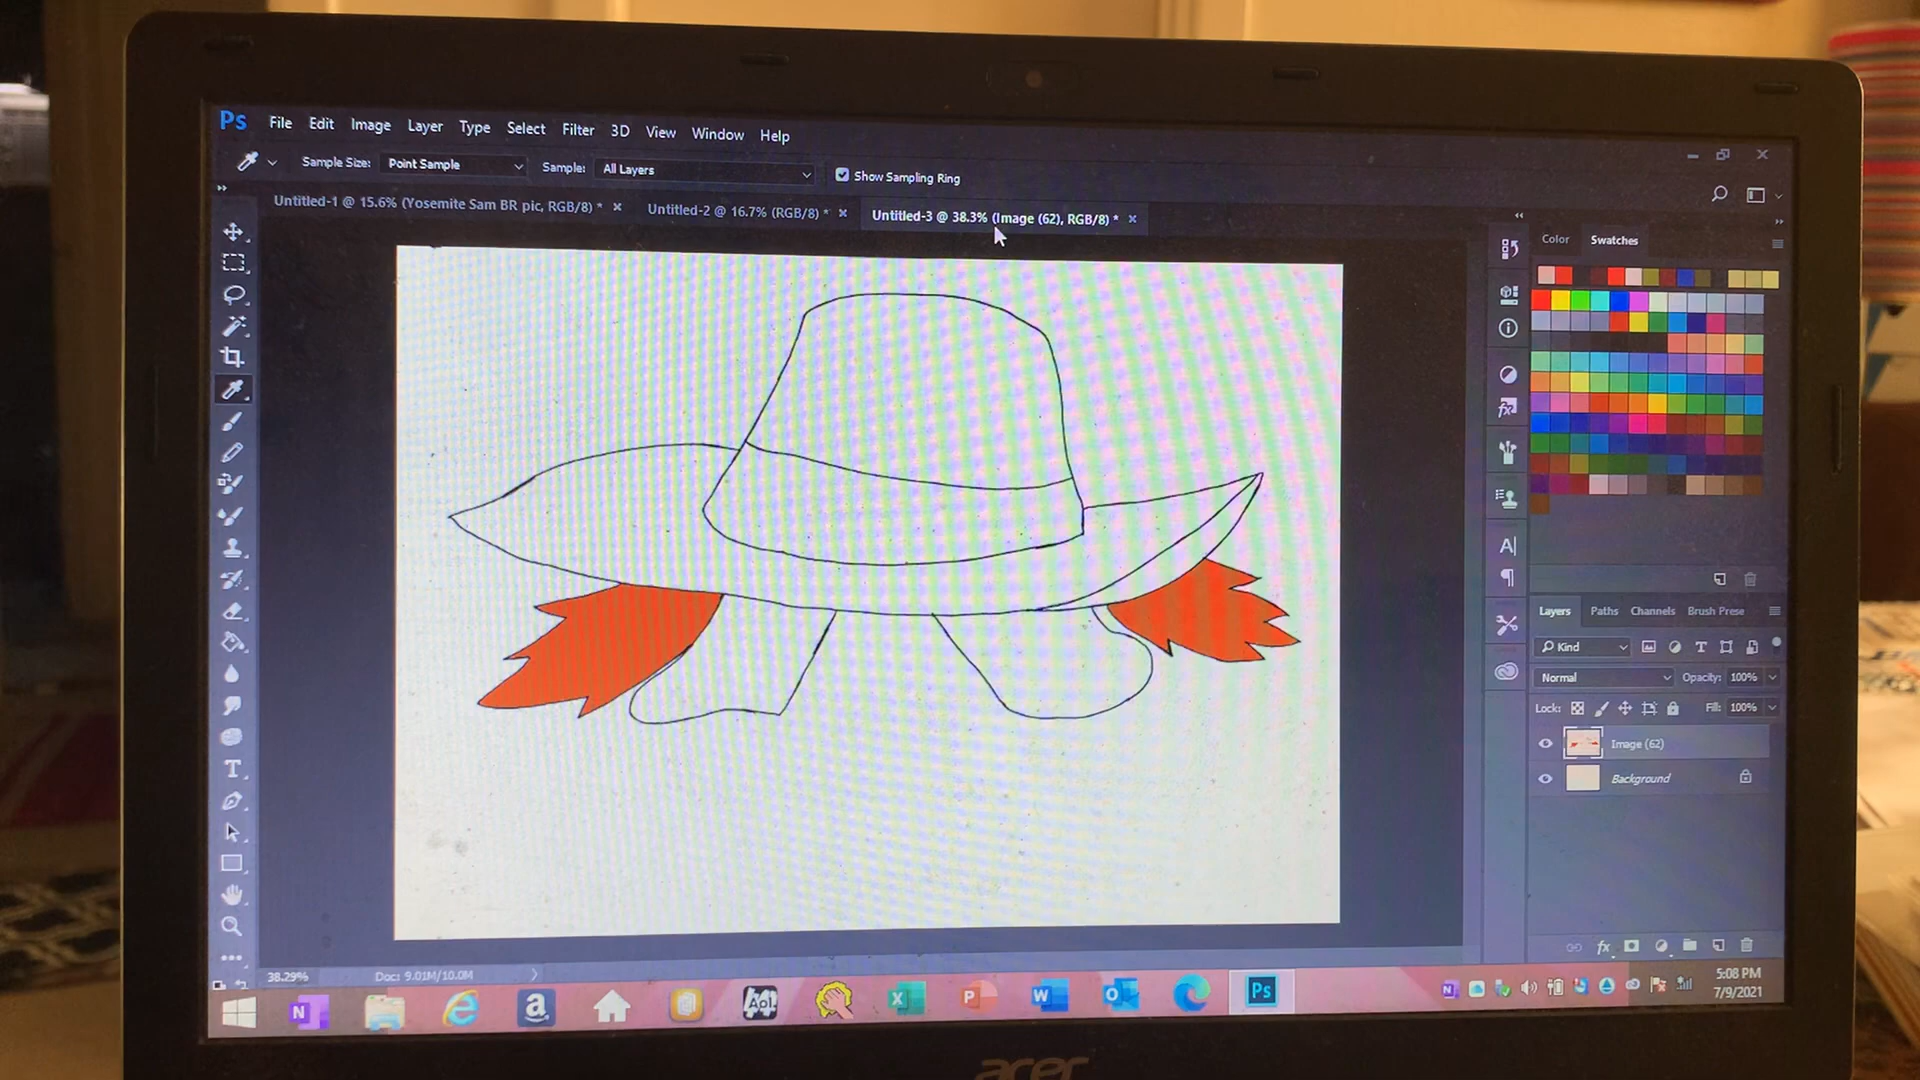 Ps File Edit Image Layer Type Select Filter 3D View Window Help
Sample Size: Point Sample Sample: All Layers Show Sampling Ring
Untitled-1 @ 15.6% (Yosemite Sam BR pic, RGB/8) * × Untitled-2 @ 16.7% (RGB/8) * × Untitled-3 @ 38.3% (Image (62), RGB/8) * ×
Color Swatches
Layers Paths Channels Brush Prese
Kind
Normal Opacity: 100%
Lock: Fill: 100%
Image (62)
Background
fx
38.29% Doc: 9.01M/10.0M
N e a Aol. X P W O Ps N
5:08 PM
7/9/2021
acer